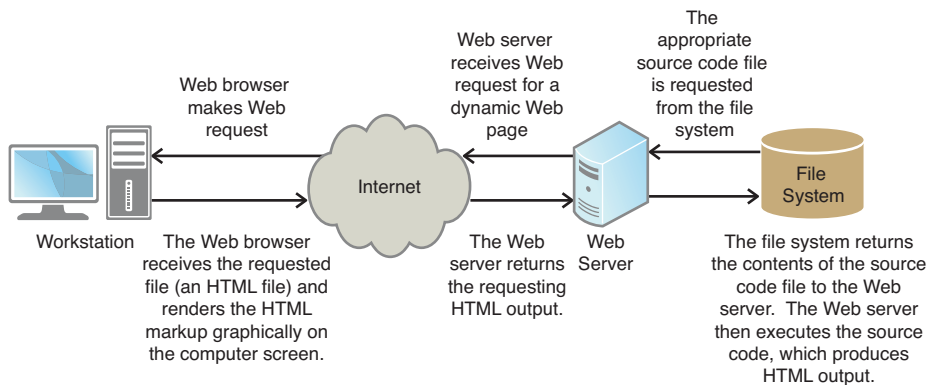 Web browser
makes Web
request
Web server
receives Web
request for a
dynamic Web
page
The
appropriate
source code file
is requested
from the file
system
Internet
File
System
Workstation
The Web browser
receives the requested
file (an HTML file) and
renders the HTML
markup graphically on
the computer screen.
The Web
server returns
the requesting
HTML output.
Web
Server
The file system returns
the contents of the source
code file to the Web
server. The Web server
then executes the source
code, which produces
HTML output.